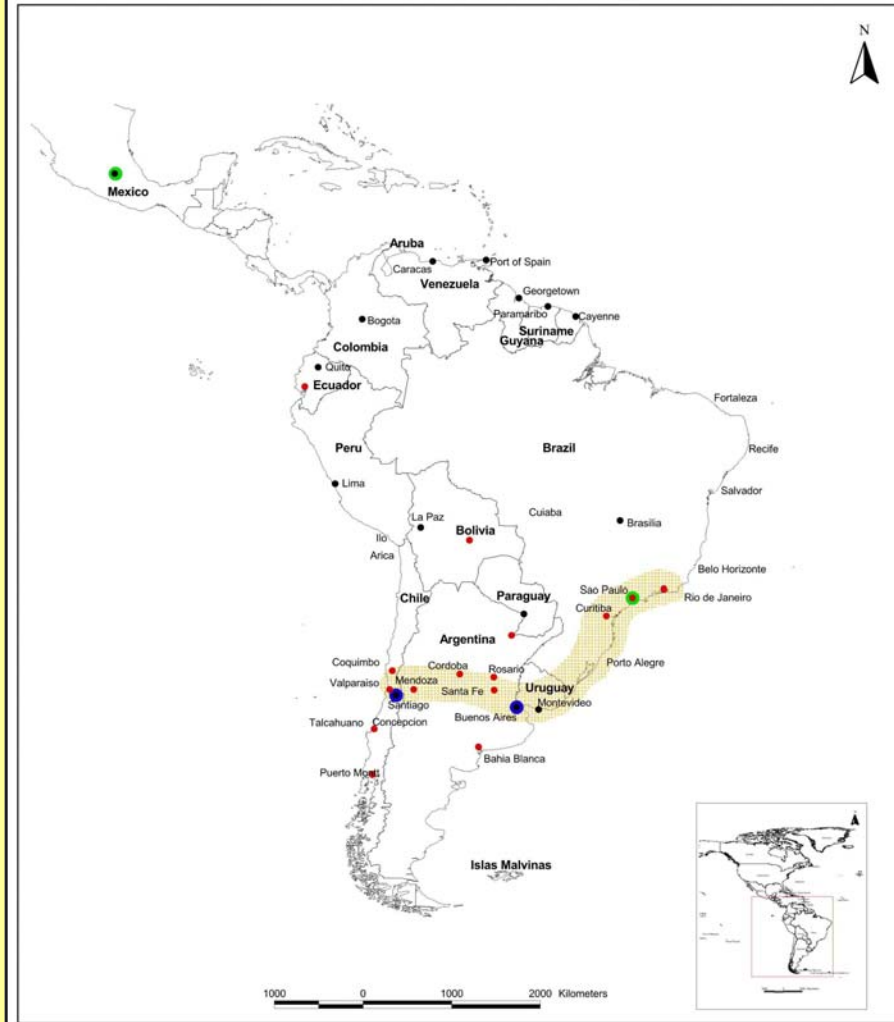 N
Mexico
Aruba
Caracas
Port of Spain
Venezuela
Georgetown
Paramaribo
Cayenne
Suriname
Guyana
Bogota
Colombia
Quito
Ecuador
Fortaleza
Peru
Brazil
Recife
Lima
Salvador
La Paz
Cuiaba
Brasilia
Bolivia
Ilo
Arica
Belo Horizonte
Chile
Paraguay
Sao Paulo
Rio de Janeiro
Curitiba
Argentina
Coquimbo
Cordoba
Rosario
Porto Alegre
Valparaiso
Mendoza
Santa Fe
Uruguay
Santiago
Montevideo
Buenos Aires
Talcahuano
Concepcion
Bahia Blanca
Puerto Montt
Islas Malvinas
1000 0 1000 2000 Kilometers